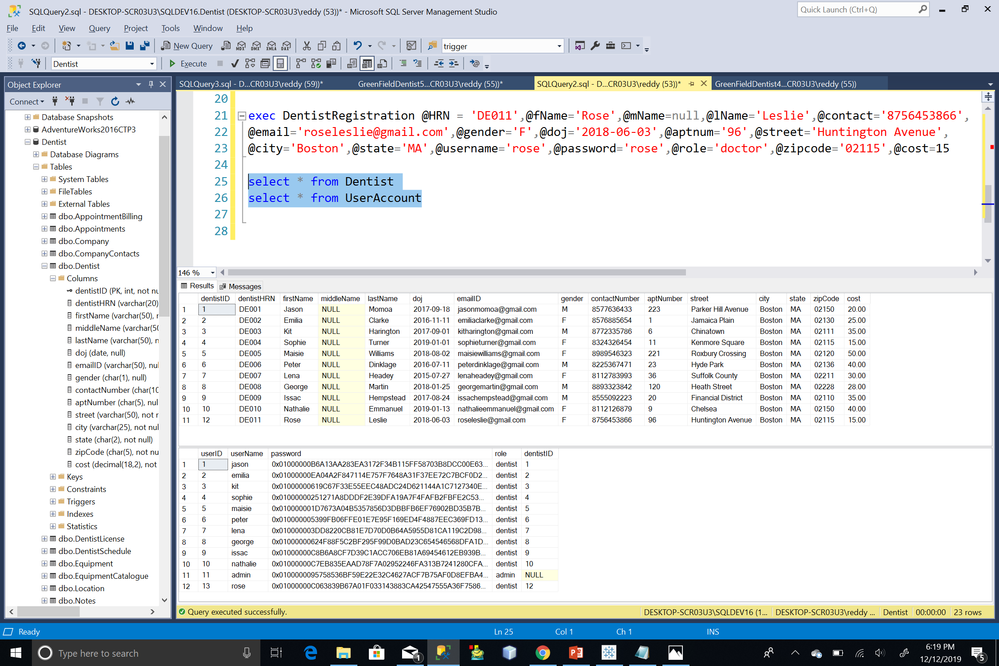 SQLQuery2.sql - DESKTOP-SCR03U3\SQLDEV16.Dentist (DESKTOP-SCR03U3\reddy (53))* - Microsoft SQL Server Management Studio
Quick Launch (Ctrl+Q)
File Edit View Query Project Tools Window Help
New Query MDX DMX XMLA DAX trigger
Dentist Execute
Object Explorer
Connect
Database Snapshots
AdventureWorks2016CTP3
Dentist
Database Diagrams
Tables
System Tables
FileTables
External Tables
dbo.AppointmentBilling
dbo.Appointments
dbo.Company
dbo.CompanyContacts
dbo.Dentist
Columns
dentistID (PK, int, not nu
dentistHRN (varchar(20)
firstName (varchar(50), r
middleName (varchar(50
lastName (varchar(50), n
doj (date, null)
emailID (varchar(50), nul
gender (char(1), null)
contactNumber (char(10
aptNumber (char(5), nul
street (varchar(50), not r
city (varchar(25), not nul
state (char(2), not null)
zipCode (char(5), not nu
cost (decimal(18,2), not
Keys
Constraints
Triggers
Indexes
Statistics
dbo.DentistLicense
dbo.DentistSchedule
dbo.Equipment
dbo.EquipmentCatalogue
dbo.Location
dbo.Notes
SQLQuery3.sql - D...CR03U3\reddy (59))* GreenFieldDentist5...CR03U3\reddy (55))* SQLQuery2.sql - D...CR03U3\reddy (53))* GreenFieldDentist4...CR03U3\reddy (55))
20
21 exec DentistRegistration @HRN = 'DE011',@fName='Rose',@mName=null,@lName='Leslie',@contact='8756453866',
22 @email='roseleslie@gmail.com',@gender='F',@doj='2018-06-03',@aptnum='96',@street='Huntington Avenue',
23 @city='Boston',@state='MA',@username='rose',@password='rose',@role='doctor',@zipcode='02115',@cost=15
24
25 select * from Dentist
26 select * from UserAccount
27
28
146 %
Results Messages
dentistID dentistHRN firstName middleName lastName doj emailID gender contactNumber aptNumber street city state zipCode cost
1 1 DE001 Jason NULL Momoa 2017-09-18 jasonmomoa@gmail.com M 8577636433 223 Parker Hill Avenue Boston MA 02150 20.00
2 2 DE002 Emilia NULL Clarke 2016-11-11 emiliaclarke@gmail.com F 8576885654 1 Jamaica Plain Boston MA 02130 25.00
3 3 DE003 Kit NULL Harington 2017-09-01 kitharington@gmail.com M 8772335786 6 Chinatown Boston MA 02111 35.00
4 4 DE004 Sophie NULL Turner 2019-01-01 sophieturner@gmail.com F 8324326454 11 Kenmore Square Boston MA 02115 15.00
5 5 DE005 Maisie NULL Williams 2018-08-02 maisiewilliams@gmail.com F 8989546323 221 Roxbury Crossing Boston MA 02120 50.00
6 6 DE006 Peter NULL Dinklage 2016-07-11 peterdinklage@gmail.com M 8225367471 23 Hyde Park Boston MA 02136 40.00
7 7 DE007 Lena NULL Headey 2015-07-27 lenaheadey@gmail.com F 8112783993 36 Suffolk County Boston MA 02211 30.00
8 8 DE008 George NULL Martin 2018-01-25 georgemartin@gmail.com M 8893323842 120 Heath Street Boston MA 02228 28.00
9 9 DE009 Issac NULL Hempstead 2017-08-24 issachempstead@gmail.com M 8555092223 20 Financial District Boston MA 02110 35.00
10 10 DE010 Nathalie NULL Emmanuel 2019-01-13 nathalieemmanuel@gmail.com F 8112126879 9 Chelsea Boston MA 02150 40.00
11 12 DE011 Rose NULL Leslie 2018-06-03 roseleslie@gmail.com F 8756453866 96 Huntington Avenue Boston MA 02115 15.00
userID userName password role dentistID
1 1 jason 0x01000000B6A13AA283EA3172F34B115FF58703B8DCC00E63... dentist 1
2 2 emilia 0x01000000EA04A2F847114E757F7648A31F37EE72C7BCF0D2... dentist 2
3 3 kit 0x01000000619C67F33E55EEC48ADC24D621144A1C7127340E... dentist 3
4 4 sophie 0x01000000251271A8DDDF2E39DFA19A7F4FAFB2FBFE2C53... dentist 4
5 5 maisie 0x010000001D7673A04B5357856D3DBBFB6EF76902BD35B7B... dentist 5
6 6 peter 0x010000005399FB06FFE01E7E95F169ED4F4887EEC369FD13... dentist 6
7 7 lena 0x010000003DD8220CB81E7D70D0B64A5955D81CA119C2D98... dentist 7
8 8 george 0x01000000624F88F5C2BF295F99D0BAD23C654546568DFA1D... dentist 8
9 9 issac 0x01000000C8B6A8CF7D39C1ACC706EB81A69454612EB939B... dentist 9
10 10 nathalie 0x01000000C7EB835EAAD78F7A02952246FA313B7241280CFA... dentist 10
11 11 admin 0x0100000095758536BF59E22E32C4627ACF7B75AF0D8EFBA4... admin NULL
12 13 rose 0x01000000C063839B67A01F033143883CA42547555A36F7586... dentist 12
Query executed successfully. DESKTOP-SCR03U3\SQLDEV16 (1... DESKTOP-SCR03U3\reddy ... Dentist 00:00:00 23 rows
Ready Ln 25 Col 1 Ch 1 INS
Type here to search 1 6:19 PM
12/12/2019 5